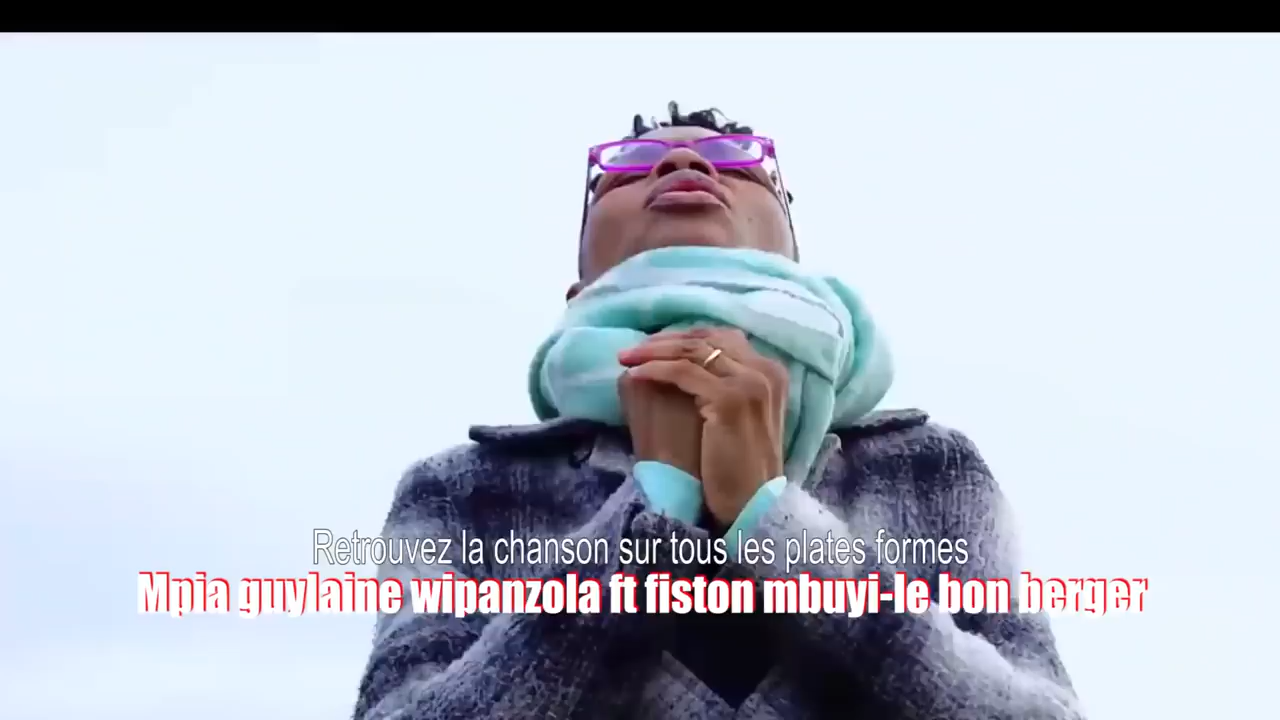 Retrouvez la chanson sur tous les plates formes
Mpia guylaine wipanzola ft fiston mbuyi-le bon berger